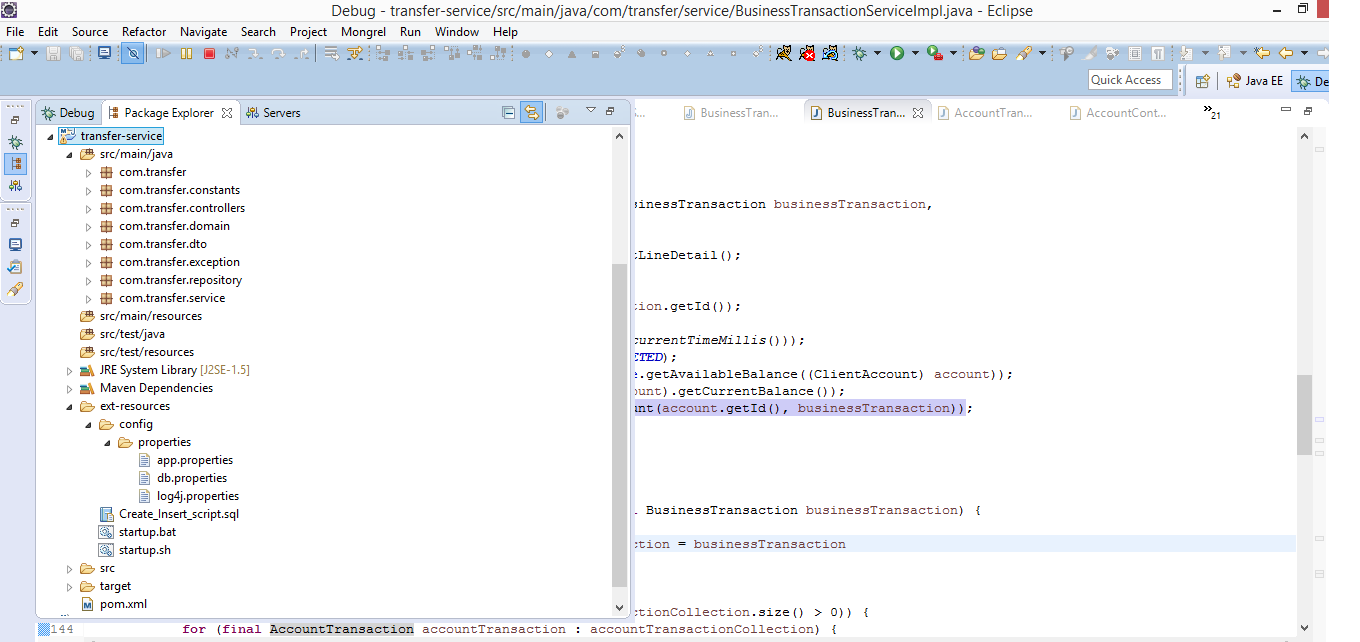 Debug - transfer-service/src/main/java/com/transfer/service/BusinessTransactionServiceImpl.java - Eclipse
File Edit Source Refactor Navigate Search Project Mongrel Run Window Help
Quick Access Java EE De
Debug Package Explorer Servers
BusinessTran... BusinessTran... AccountTran... AccountCont... »21
transfer-service
src/main/java
com.transfer
com.transfer.constants
com.transfer.controllers
com.transfer.domain
com.transfer.dto
com.transfer.exception
com.transfer.repository
com.transfer.service
src/main/resources
src/test/java
src/test/resources
JRE System Library [J2SE-1.5]
Maven Dependencies
ext-resources
config
properties
app.properties
db.properties
log4j.properties
Create_Insert_script.sql
startup.bat
startup.sh
src
target
pom.xml
sinessTransaction businessTransaction,
tLineDetail();
tion.getId());
currentTimeMillis()));
ETED);
e.getAvailableBalance((ClientAccount) account));
ount).getCurrentBalance());
unt(account.getId(), businessTransaction));
BusinessTransaction businessTransaction) {
ction = businessTransaction
ctionCollection.size() > 0)) {
144 for (final AccountTransaction accountTransaction : accountTransactionCollection) {